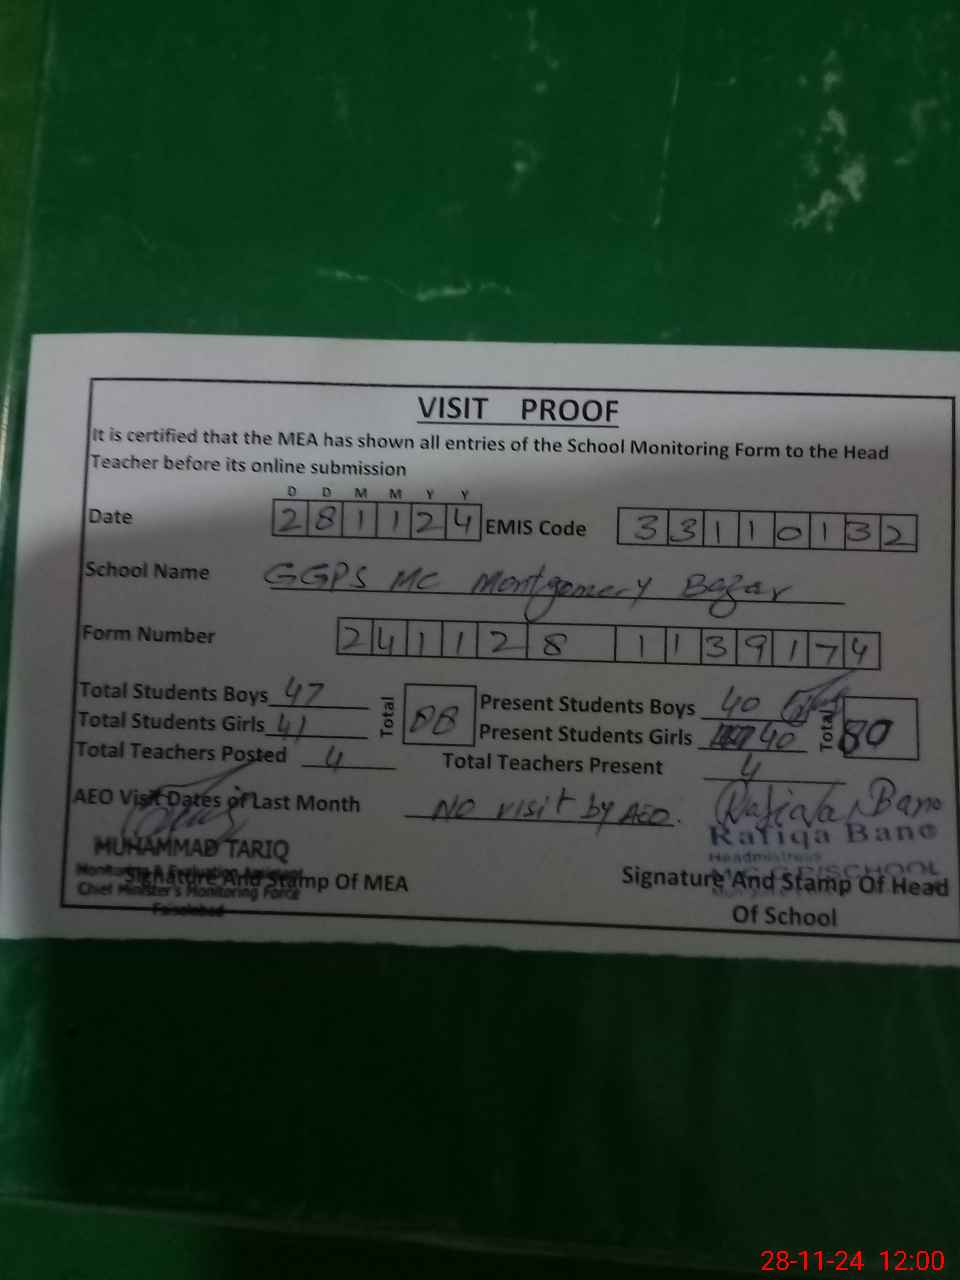 VISIT PROOF
It is certified that the MEA has shown all entries of the School Monitoring Form to the Head
Teacher before its online submission
D D M M Y Y
Date 2 8 1 1 2 4 EMIS Code 3 3 1 1 0 1 3 2
School Name GGPS MC Montgomery Bazar
Form Number 2 4 1 1 2 8 1 1 3 9 1 7 4
Total Students Boys 47 Total 88 Present Students Boys 40 Total 80
Total Students Girls 41 Present Students Girls 40
Total Teachers Posted 4 Total Teachers Present 4
AEO Visit Dates of Last Month NO visit by AEO. Rafiqa Bano
MUHAMMAD TARIQ Rafiqa Bano
Headmistress
Signature And Stamp Of MEA Signature And Stamp Of Head
Chief Minister's Monitoring Force
Faisalabad Of School
28-11-24 12:00